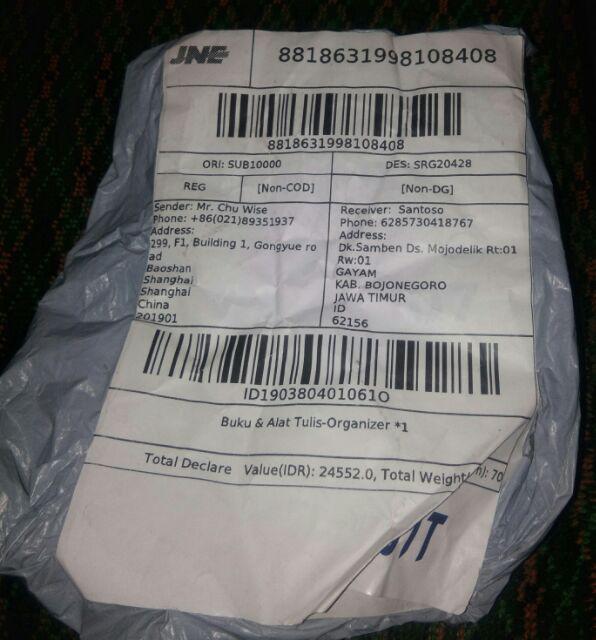 JNE
8818631998108408
8818631998108408
ORI: SUB10000
DES: SRG20428
REG
[Non-COD]
[Non-DG]
Sender: Mr. Chu Wise
Phone: +86(021)89351937
Address:
299, F1, Building 1, Gongyue ro
ad
Baoshan
Shanghai
Shanghai
China
201901
Receiver: Santoso
Phone: 6285730418767
Address:
Dk.Samben Ds. Mojodelik Rt:01
Rw:01
GAYAM
KAB. BOJONEGORO
JAWA TIMUR
ID
62156
ID190380401061O
Buku & Alat Tulis-Organizer *1
Total Declare Value(IDR): 24552.0, Total Weight
): 70